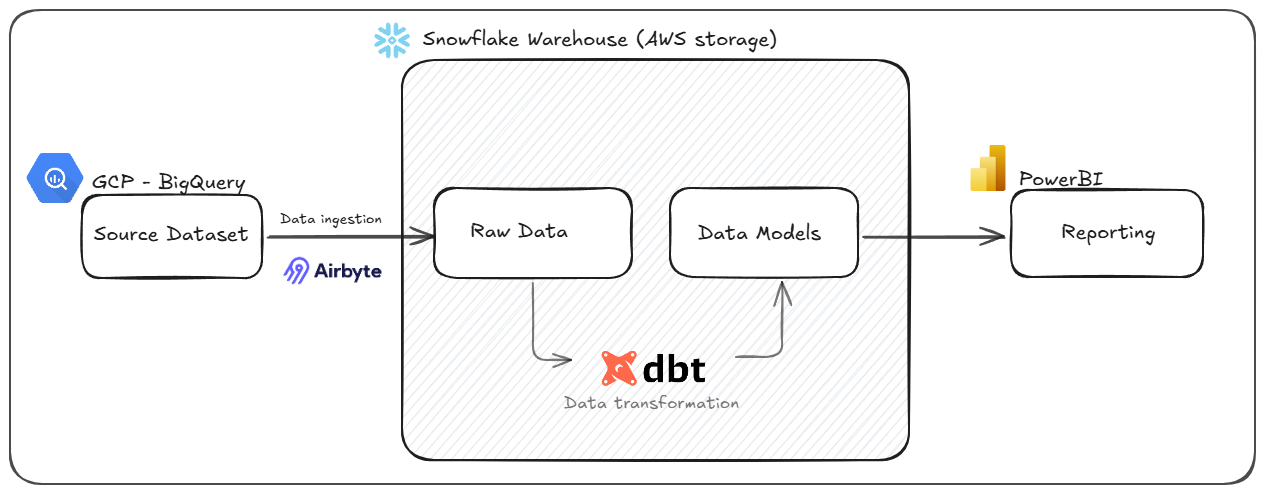 Snowflake Warehouse (AWS storage)
GCP - BigQuery
Source Dataset
Data ingestion
Airbyte
Raw Data
Data Models
dbt
Data transformation
PowerBI
Reporting